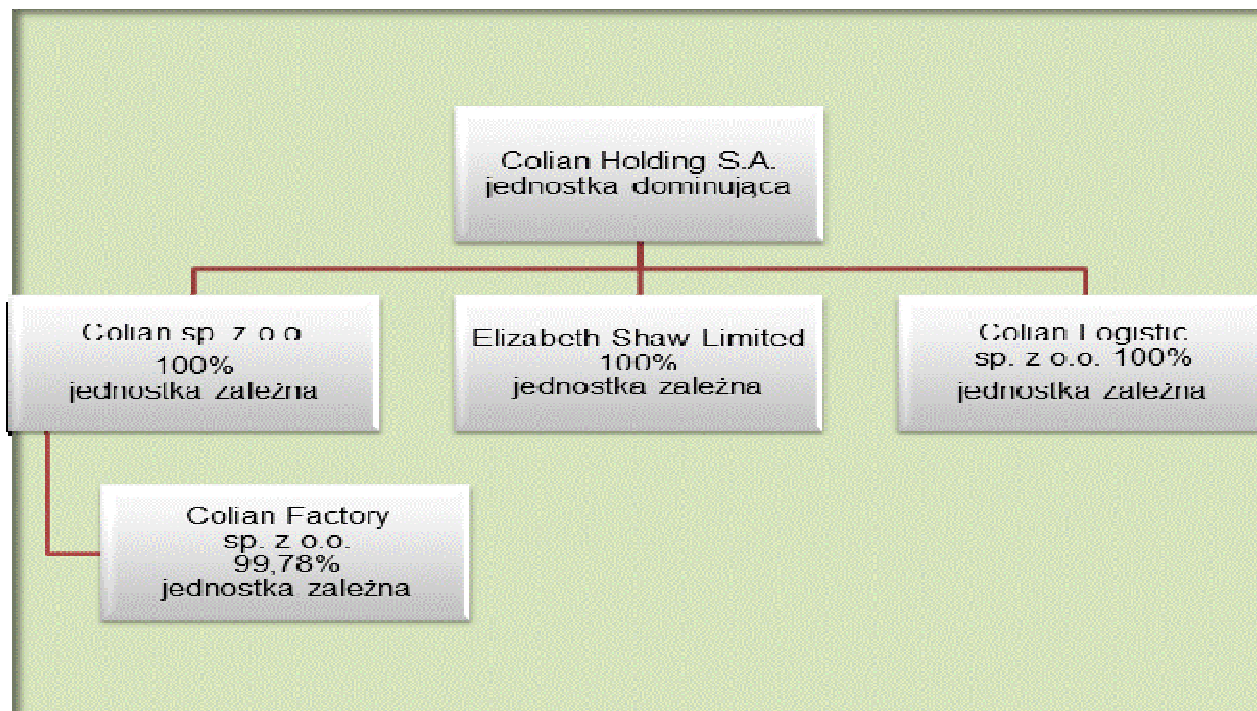 Colian Holding S.A.
jednostka dominująca
Colian sp. z o.o
100%
jednostka zależna
Elizabeth Shaw Limited
100%
jednostka zależna
Colian Logistic
sp. z o.o. 100%
jednostka zależna
Colian Factory
sp. z o.o.
99,78%
jednostka zależna